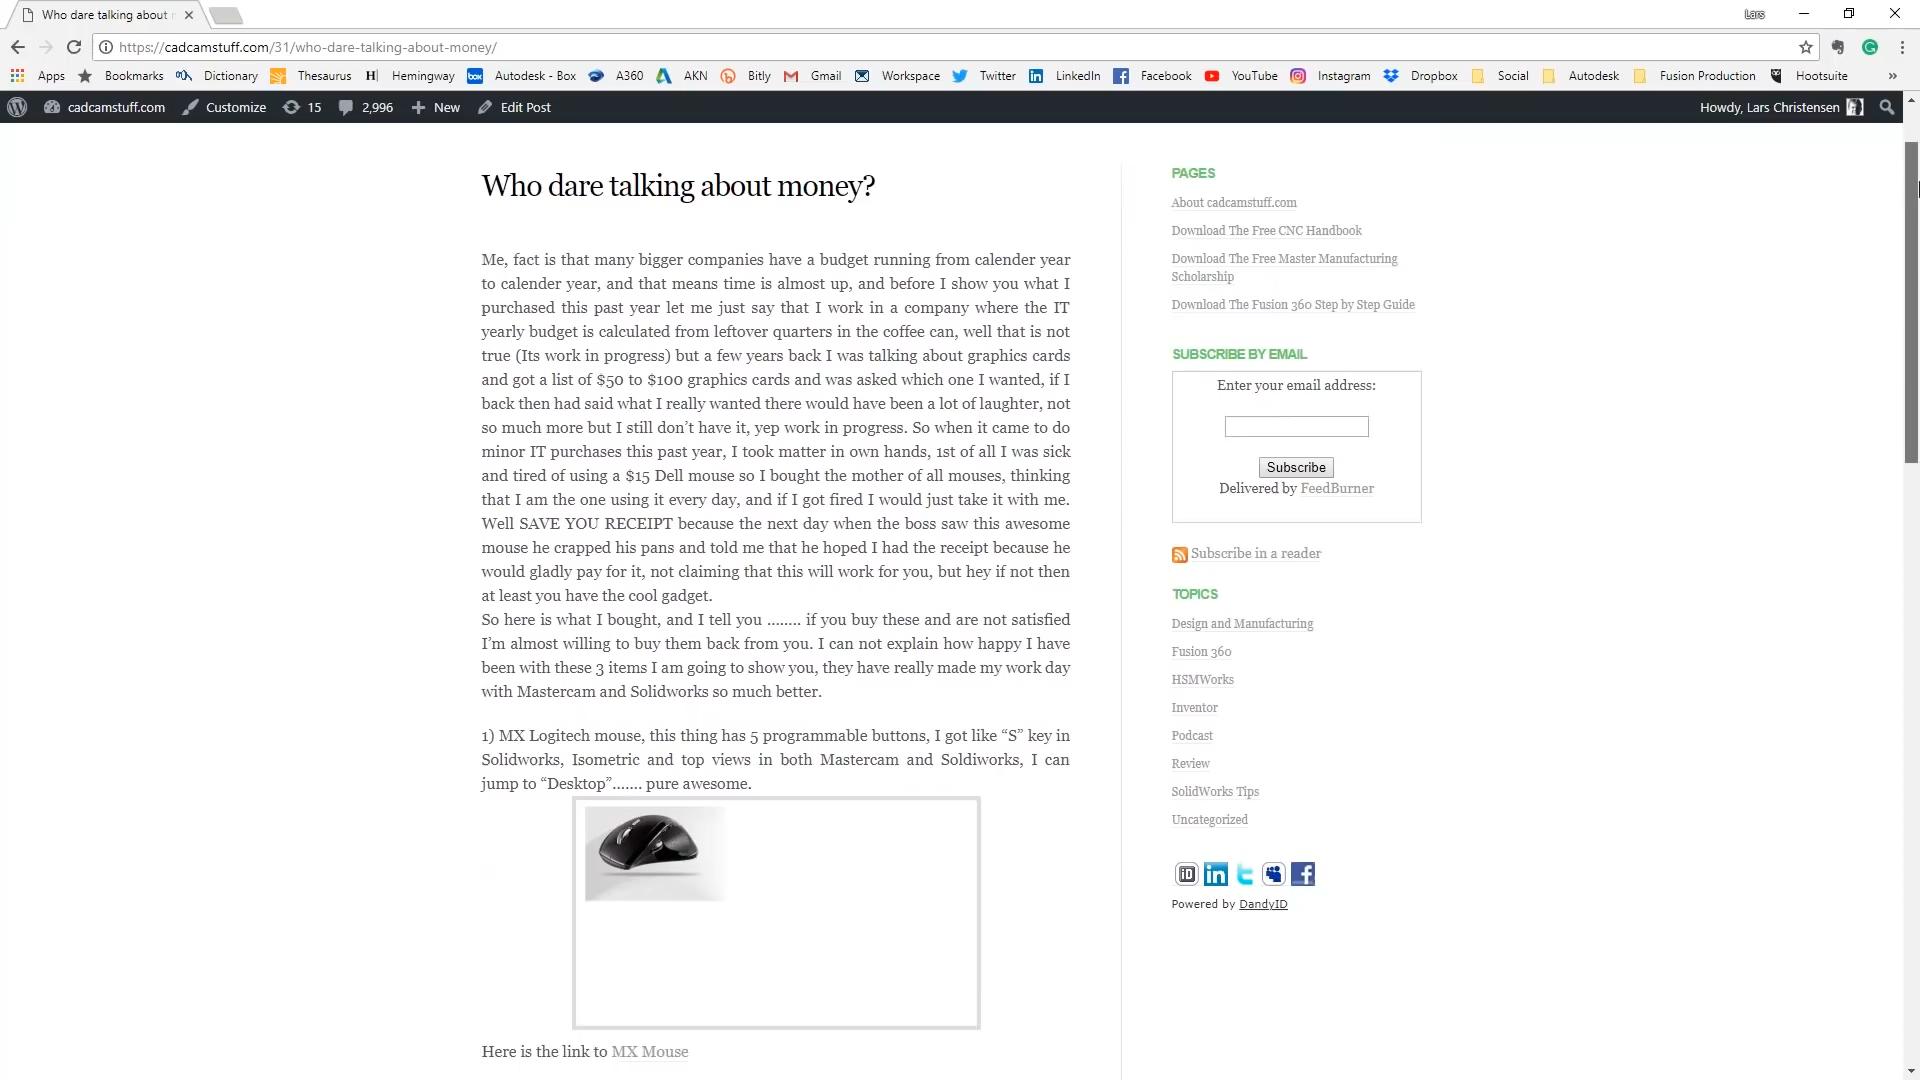 Who dare talking about
Lars
https://cadcamstuff.com/31/who-dare-talking-about-money/
Apps Bookmarks Dictionary Thesaurus Hemingway Autodesk - Box A360 AKN Bitly Gmail Workspace Twitter LinkedIn Facebook YouTube Instagram Dropbox Social Autodesk Fusion Production Hootsuite »
cadcamstuff.com Customize 15 2,996 New Edit Post Howdy, Lars Christensen
Who dare talking about money?
Me, fact is that many bigger companies have a budget running from calender year
to calender year, and that means time is almost up, and before I show you what I
purchased this past year let me just say that I work in a company where the IT
yearly budget is calculated from leftover quarters in the coffee can, well that is not
true (Its work in progress) but a few years back I was talking about graphics cards
and got a list of $50 to $100 graphics cards and was asked which one I wanted, if I
back then had said what I really wanted there would have been a lot of laughter, not
so much more but I still don’t have it, yep work in progress. So when it came to do
minor IT purchases this past year, I took matter in own hands, 1st of all I was sick
and tired of using a $15 Dell mouse so I bought the mother of all mouses, thinking
that I am the one using it every day, and if I got fired I would just take it with me.
Well SAVE YOU RECEIPT because the next day when the boss saw this awesome
mouse he crapped his pans and told me that he hoped I had the receipt because he
would gladly pay for it, not claiming that this will work for you, but hey if not then
at least you have the cool gadget.
So here is what I bought, and I tell you …….. if you buy these and are not satisfied
I’m almost willing to buy them back from you. I can not explain how happy I have
been with these 3 items I am going to show you, they have really made my work day
with Mastercam and Solidworks so much better.
1) MX Logitech mouse, this thing has 5 programmable buttons, I got like “S” key in
Solidworks, Isometric and top views in both Mastercam and Soldiworks, I can
jump to “Desktop”……. pure awesome.
Here is the link to MX Mouse
PAGES
About cadcamstuff.com
Download The Free CNC Handbook
Download The Free Master Manufacturing
Scholarship
Download The Fusion 360 Step by Step Guide
SUBSCRIBE BY EMAIL
Enter your email address:
Subscribe
Delivered by FeedBurner
Subscribe in a reader
TOPICS
Design and Manufacturing
Fusion 360
HSMWorks
Inventor
Podcast
Review
SolidWorks Tips
Uncategorized
Powered by DandyID